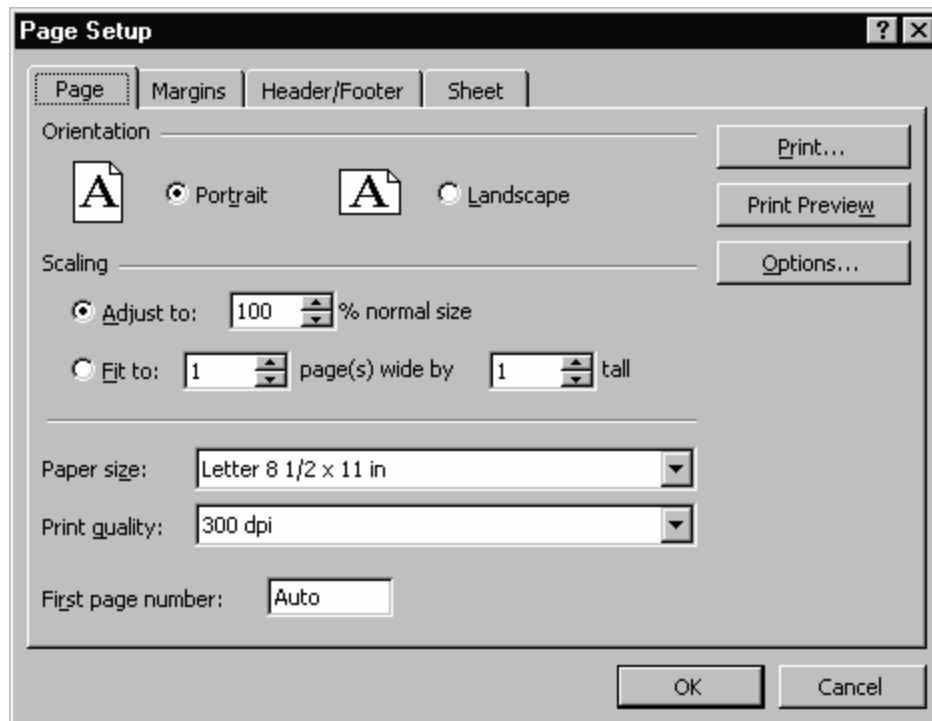 Page Setup ? X
Page Margins Header/Footer Sheet
Orientation
A Portrait A Landscape
Print...
Print Preview
Scaling
Options...
Adjust to: 100 % normal size
Fit to: 1 page(s) wide by 1 tall
Paper size: Letter 8 1/2 x 11 in
Print quality: 300 dpi
First page number: Auto
OK Cancel